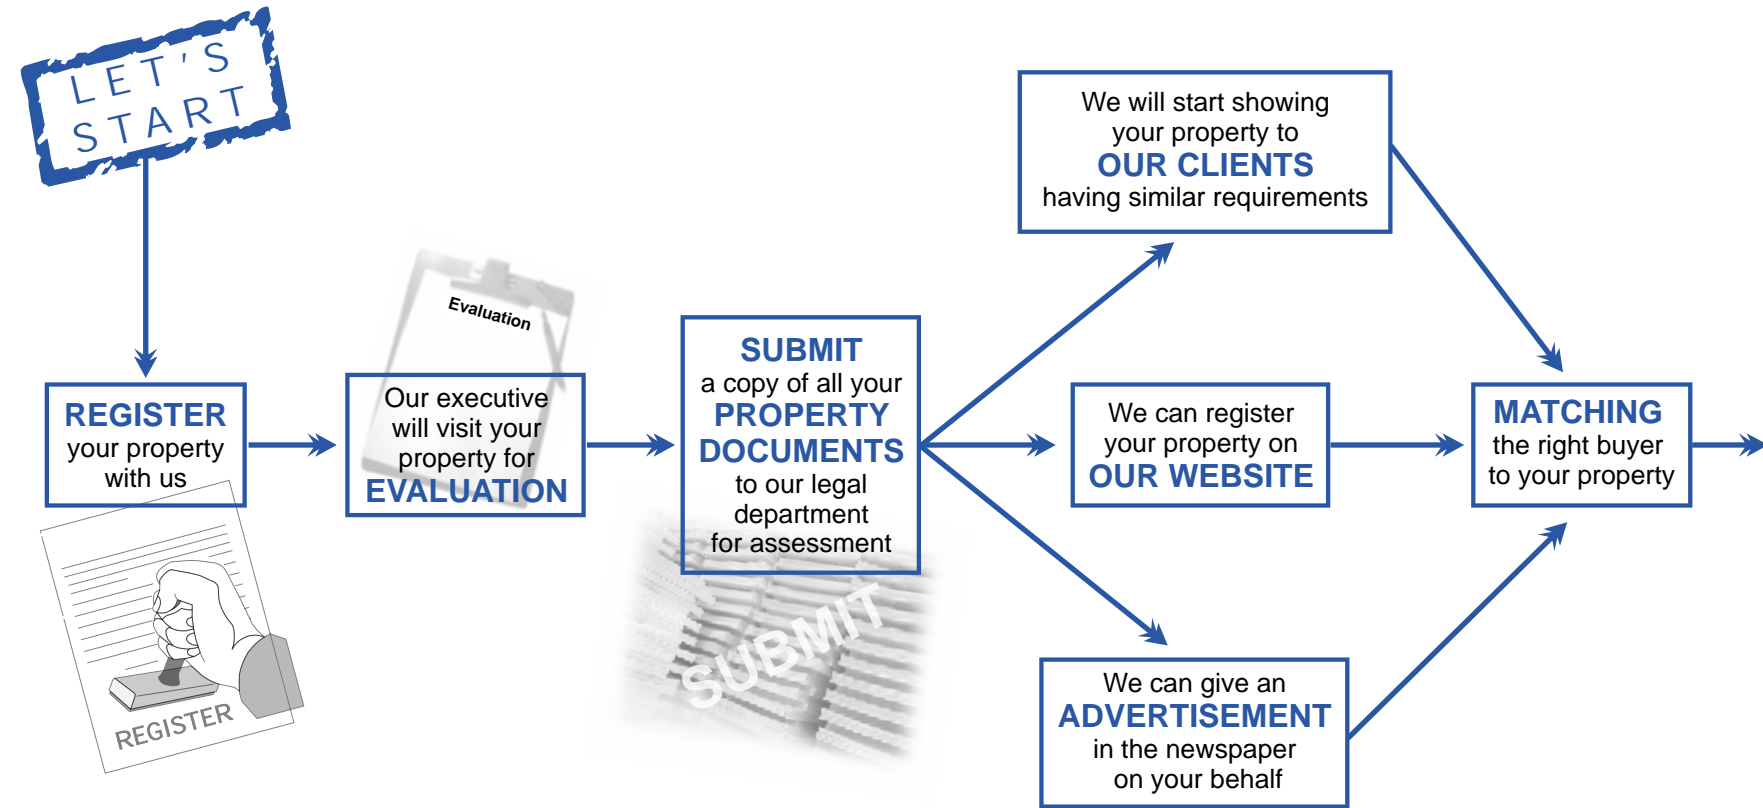 LET'S
START
REGISTER
your property
with us
REGISTER
Evaluation
Our executive
will visit your
property for
EVALUATION
SUBMIT
a copy of all your
PROPERTY
DOCUMENTS
to our legal
department
for assessment
SUBMIT
We will start showing
your property to
OUR CLIENTS
having similar requirements
We can register
your property on
OUR WEBSITE
We can give an
ADVERTISEMENT
in the newspaper
on your behalf
MATCHING
the right buyer
to your property